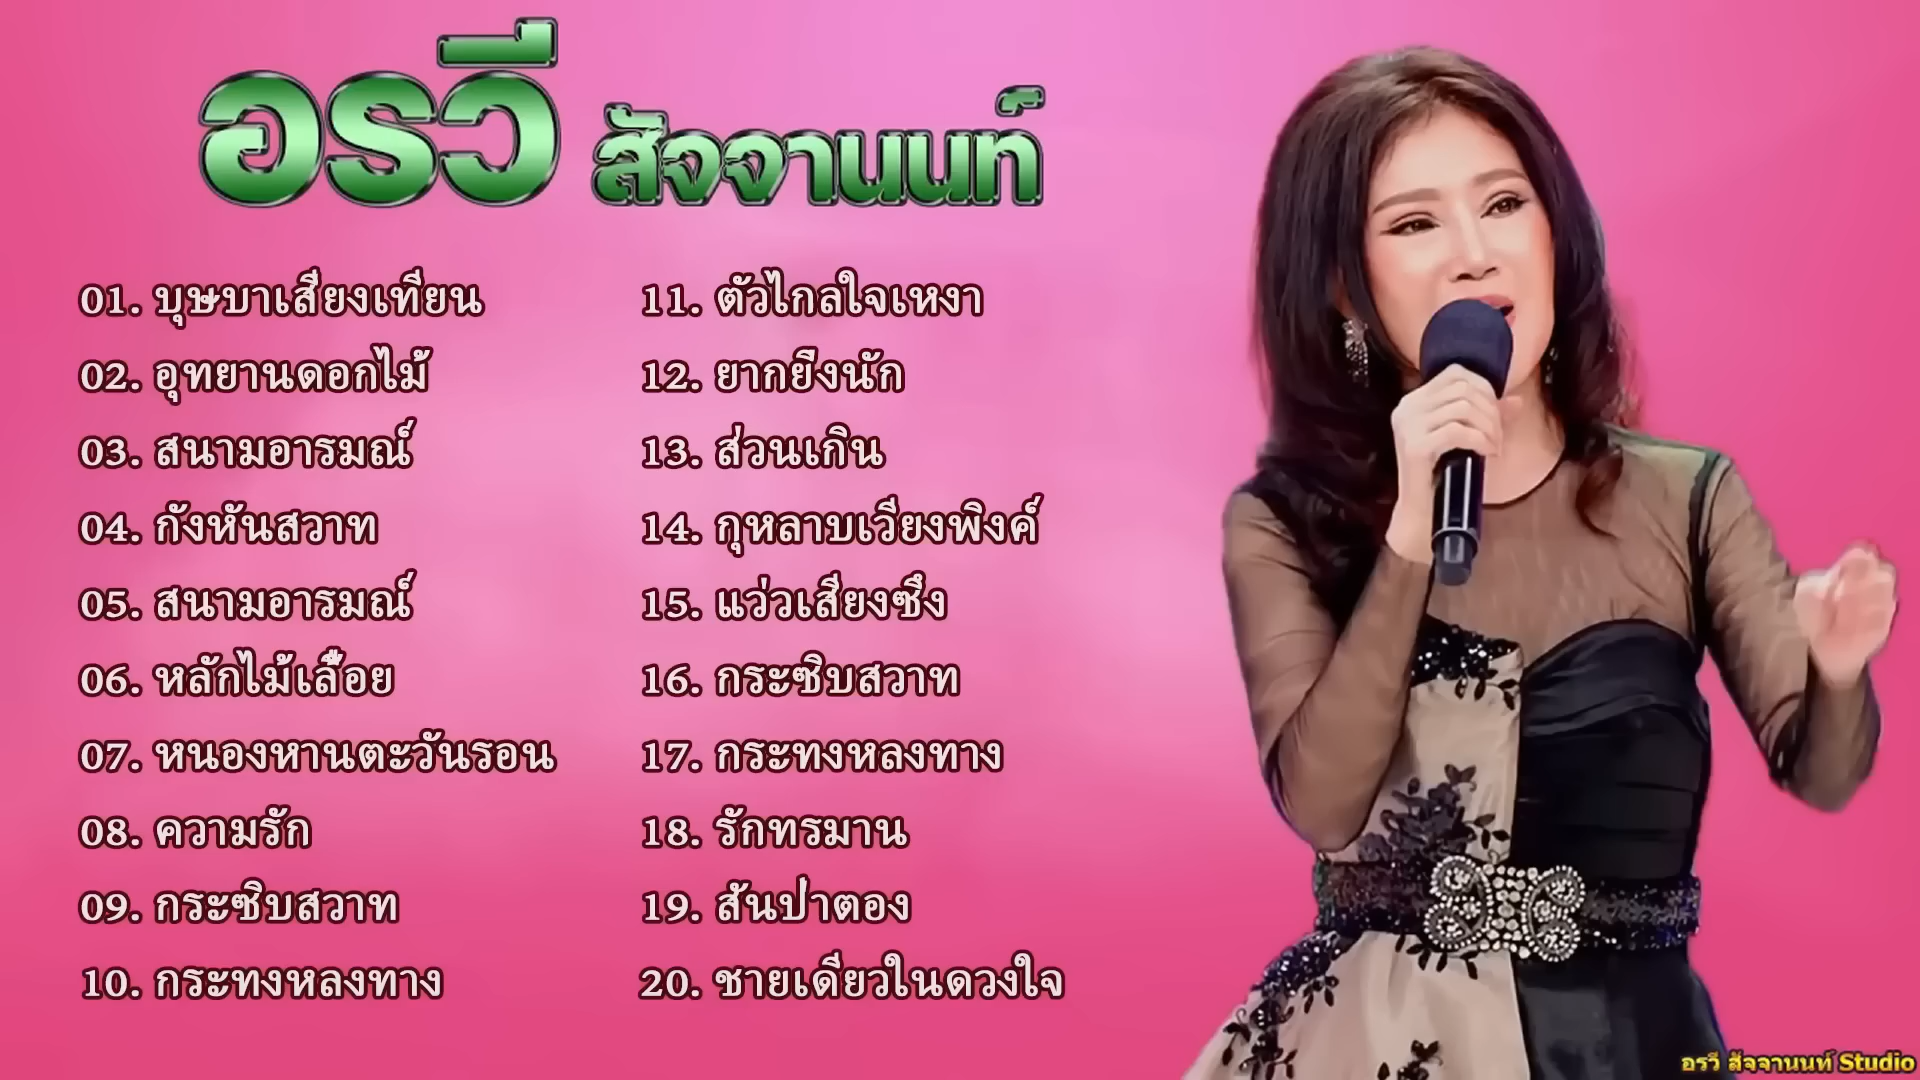 อรวี สัจจานนท์
01. บุษบาเสียงเทียน
02. อุทยานดอกไม้
03. สนามอารมณ์
04. กังหันสวาท
05. สนามอารมณ์
06. หลักไม้เลื้อย
07. หนองหานตะวันรอน
08. ความรัก
09. กระซิบสวาท
10. กระทงหลงทาง
11. ตัวไกลใจเหงา
12. ยากยิ่งนัก
13. ส่วนเกิน
14. กุหลาบเวียงพิงค์
15. แว่วเสียงซึง
16. กระซิบสวาท
17. กระทงหลงทาง
18. รักทรมาน
19. ส้นป่าตอง
20. ชายเดียวในดวงใจ
อรวี สัจจานนท์ Studio